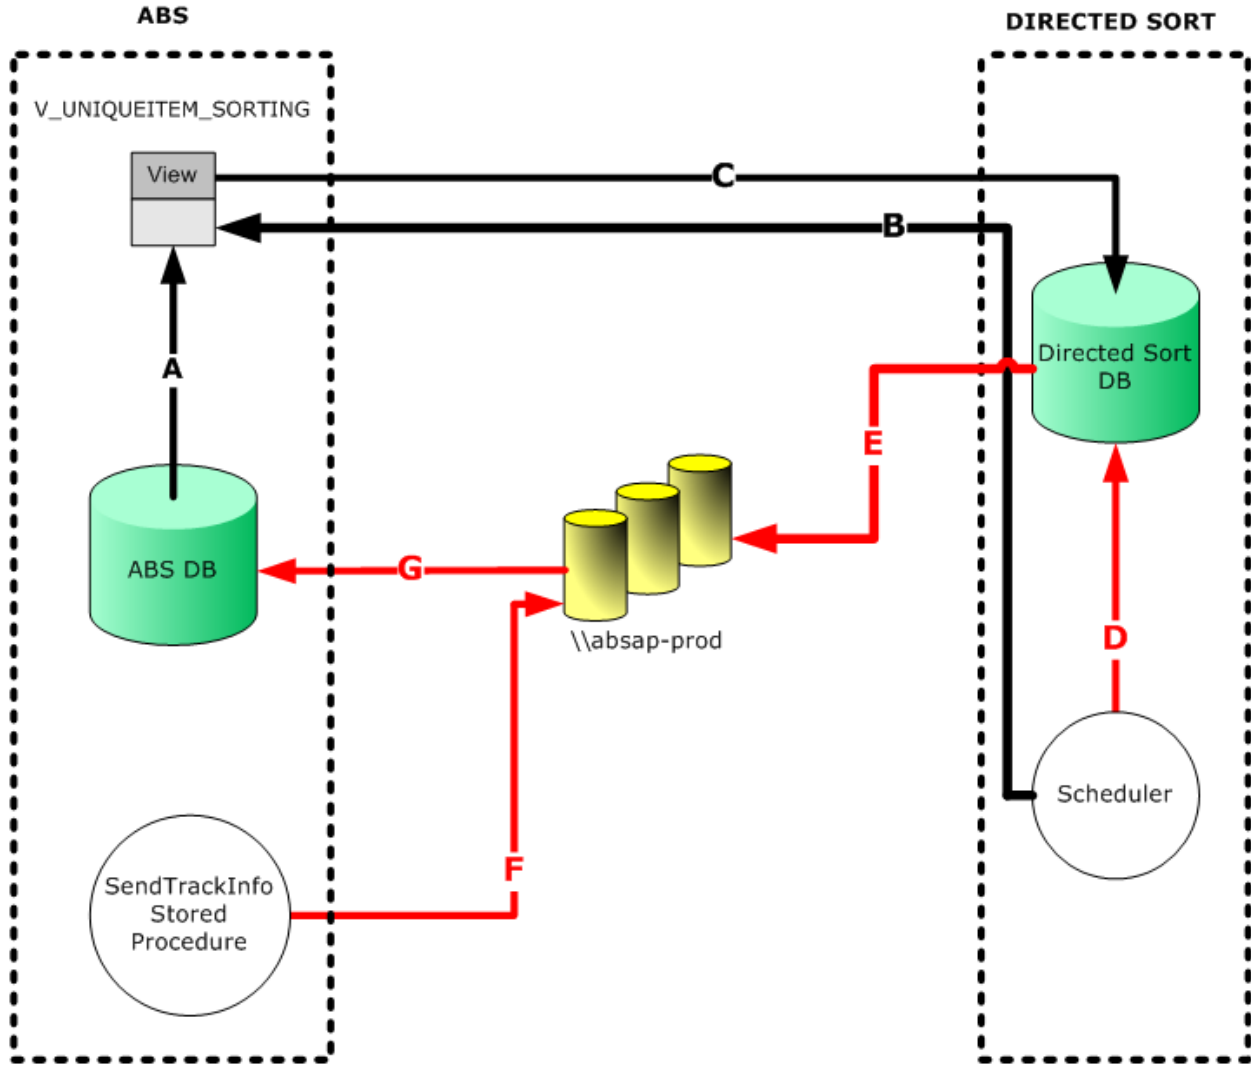 ABS
DIRECTED SORT
V_UNIQUEITEM_SORTING
View
C
B
A
Directed Sort
DB
E
ABS DB
G
\\absap-prod
D
Scheduler
F
SendTrackInfo
Stored
Procedure